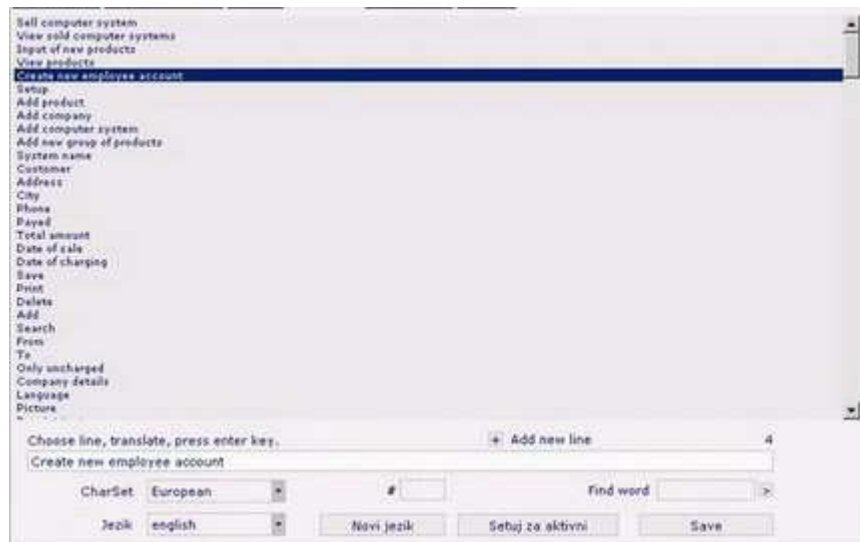 Sell computer system
View sold computer systems
Input of new products
View products
Create new employee account
Setup
Add product
Add company
Add computer system
Add new group of products
System name
Customer
Address
City
Phone
Payed
Total amount
Date of sale
Date of charging
Save
Print
Delete
Add
Search
From
To
Only uncharged
Company details
Language
Picture
Choose line, translate, press enter key.
+ Add new line
4
Create new employee account
CharSet European # Find word >
Jezik english Novi jezik Setuj za aktivni Save